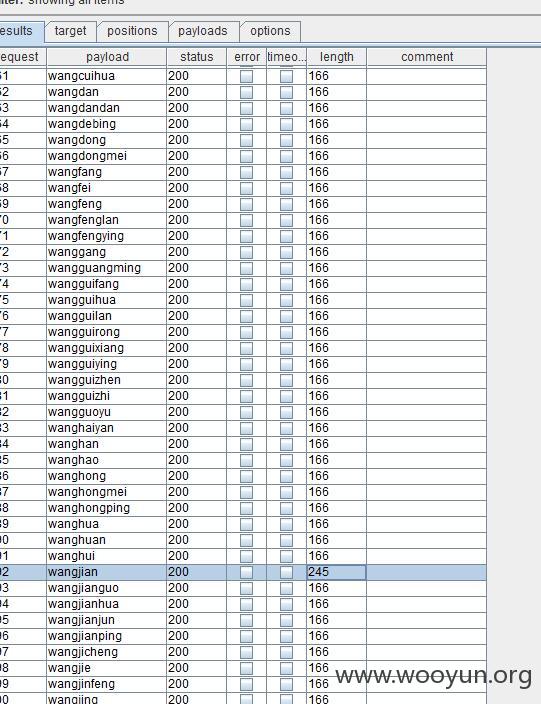 filter: showing all items
results target positions payloads options
request payload status error timeo... length comment
61 wangcuihua 200 166
62 wangdan 200 166
63 wangdandan 200 166
64 wangdebing 200 166
65 wangdong 200 166
66 wangdongmei 200 166
67 wangfang 200 166
68 wangfei 200 166
69 wangfeng 200 166
70 wangfenglan 200 166
71 wangfengying 200 166
72 wanggang 200 166
73 wangguangming 200 166
74 wangguifang 200 166
75 wangguihua 200 166
76 wangguilan 200 166
77 wangguirong 200 166
78 wangguixiang 200 166
79 wangguiying 200 166
80 wangguizhen 200 166
81 wangguizhi 200 166
82 wangguoyu 200 166
83 wanghaiyan 200 166
84 wanghan 200 166
85 wanghao 200 166
86 wanghong 200 166
87 wanghongmei 200 166
88 wanghongping 200 166
89 wanghua 200 166
90 wanghuan 200 166
91 wanghui 200 166
92 wangjian 200 245
93 wangjianguo 200 166
94 wangjianhua 200 166
95 wangjianjun 200 166
96 wangjianping 200 166
97 wangjicheng 200 166
98 wangjie 200 166
99 wangjinfeng 200 166
00 wangjing 200 166
www.wooyun.org